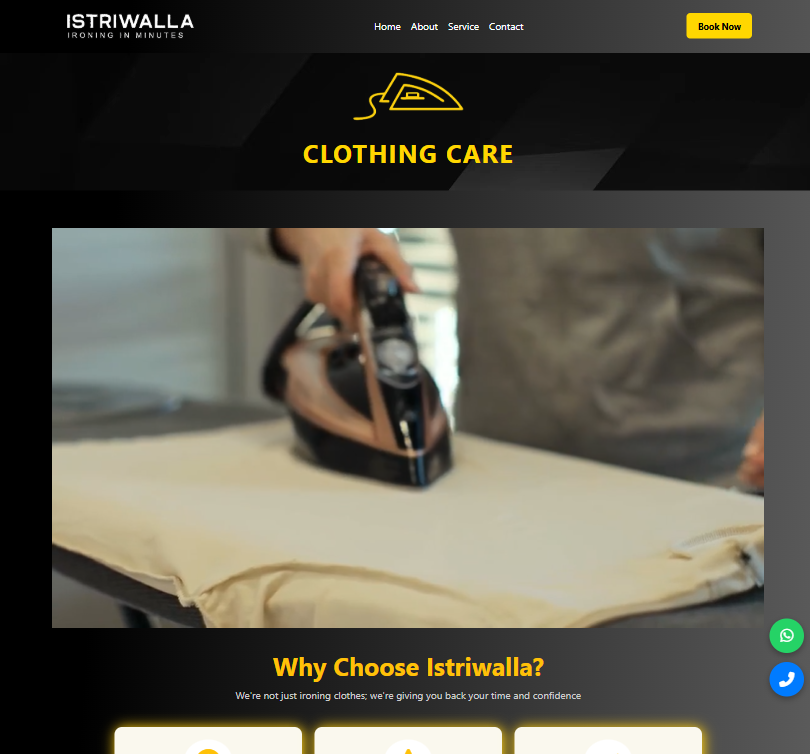 ISTRIWALLA
IRONING IN MINUTES
Home About Service Contact
Book Now
CLOTHING CARE
Why Choose Istriwalla?
We're not just ironing clothes; we're giving you back your time and confidence